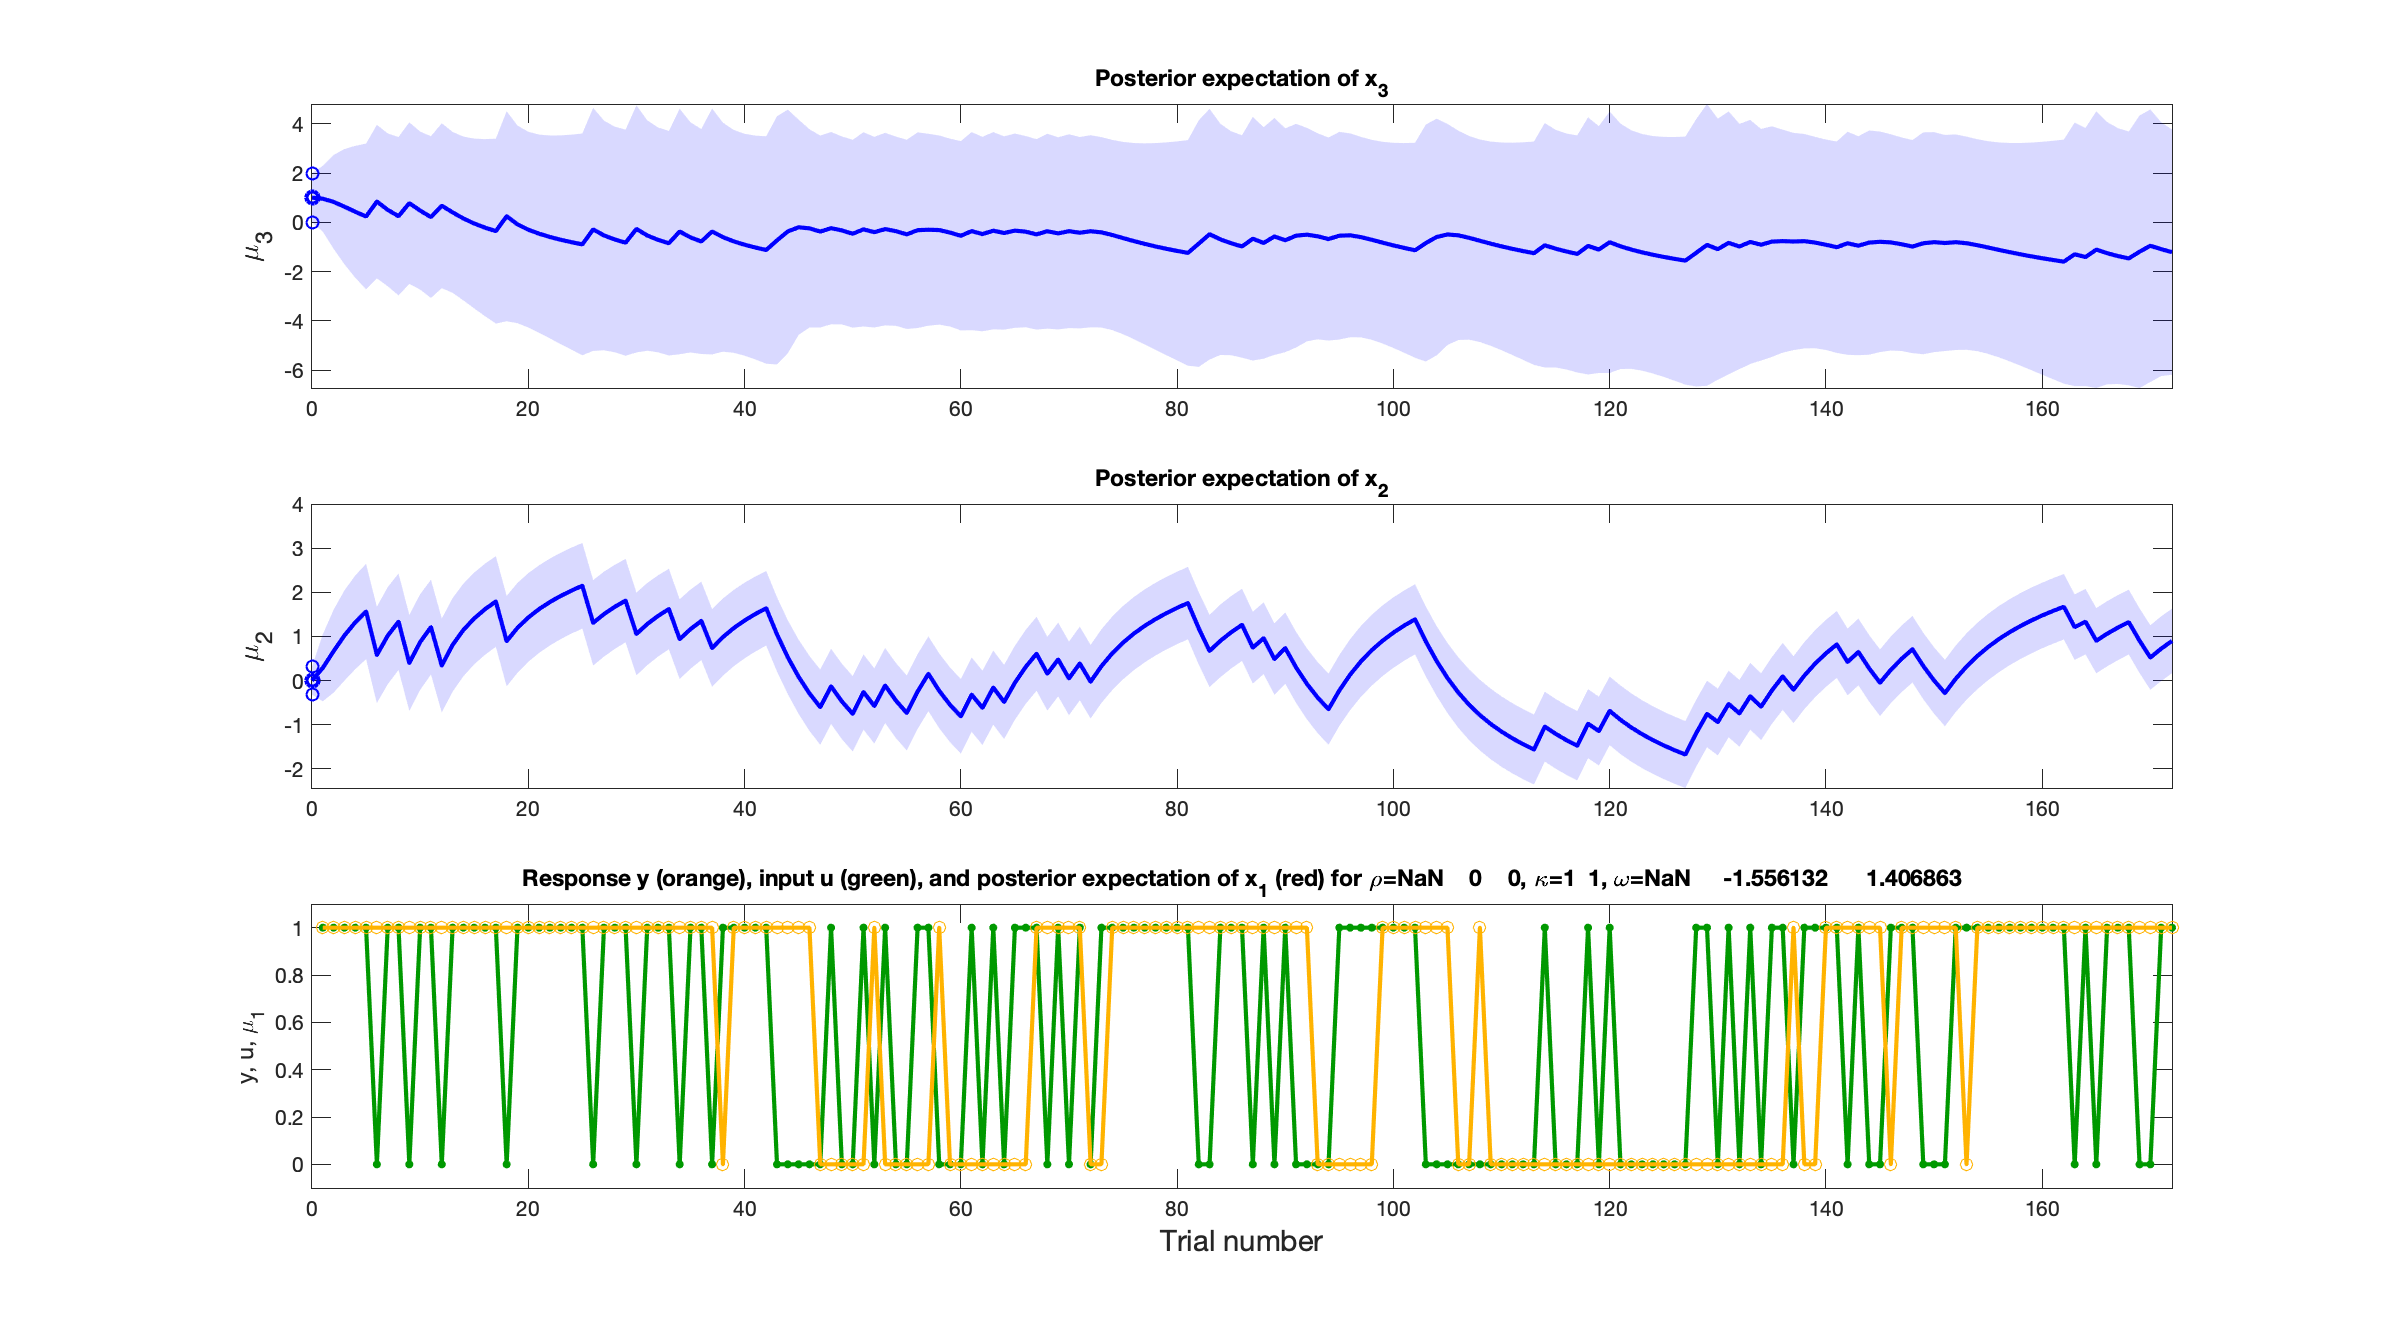 Posterior expectation of x3
4
2
0
-2
-4
-6
μ3
0 20 40 60 80 100 120 140 160
Posterior expectation of x2
4
3
2
1
0
-1
-2
μ2
0 20 40 60 80 100 120 140 160
Response y (orange), input u (green), and posterior expectation of x1 (red) for ρ=NaN 0 0, κ=1 1, ω=NaN -1.556132 1.406863
1
0.8
0.6
0.4
0.2
0
y, u, μ1
0 20 40 60 80 100 120 140 160
Trial number